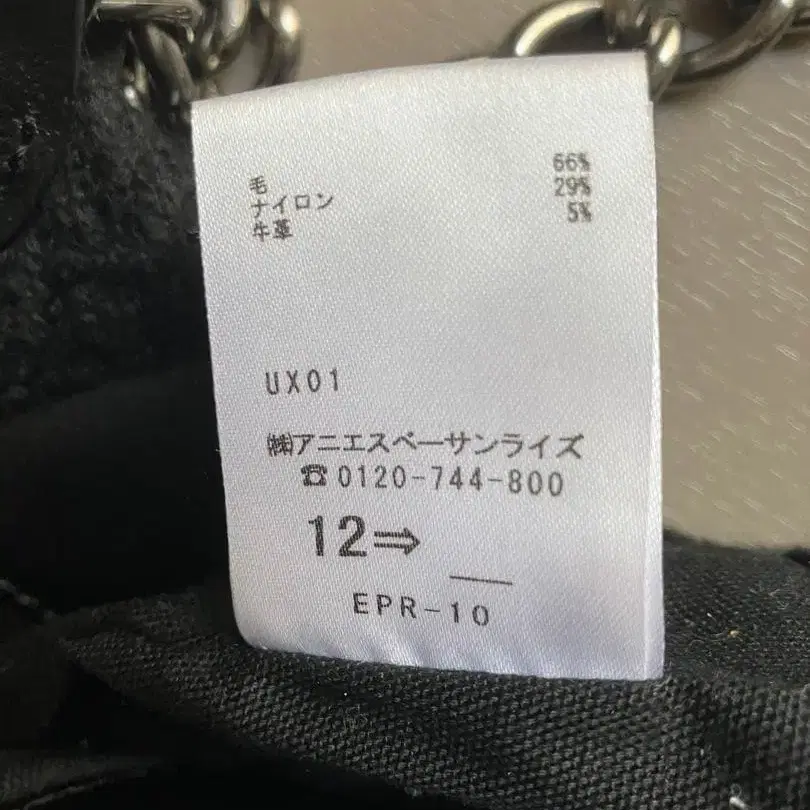 毛 66%
ナイロン 29%
牛革 5%
UX01
㈱アニエスベーサンライズ
☎0120-744-800
12⇒
EPR-10